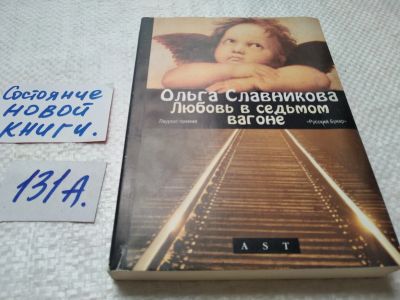 Состояние
НОВОЙ
КНИГИ.
131А.
Ольга Славникова
Любовь в седьмом
вагоне
Лауреат премии «Русский Букер»
AST